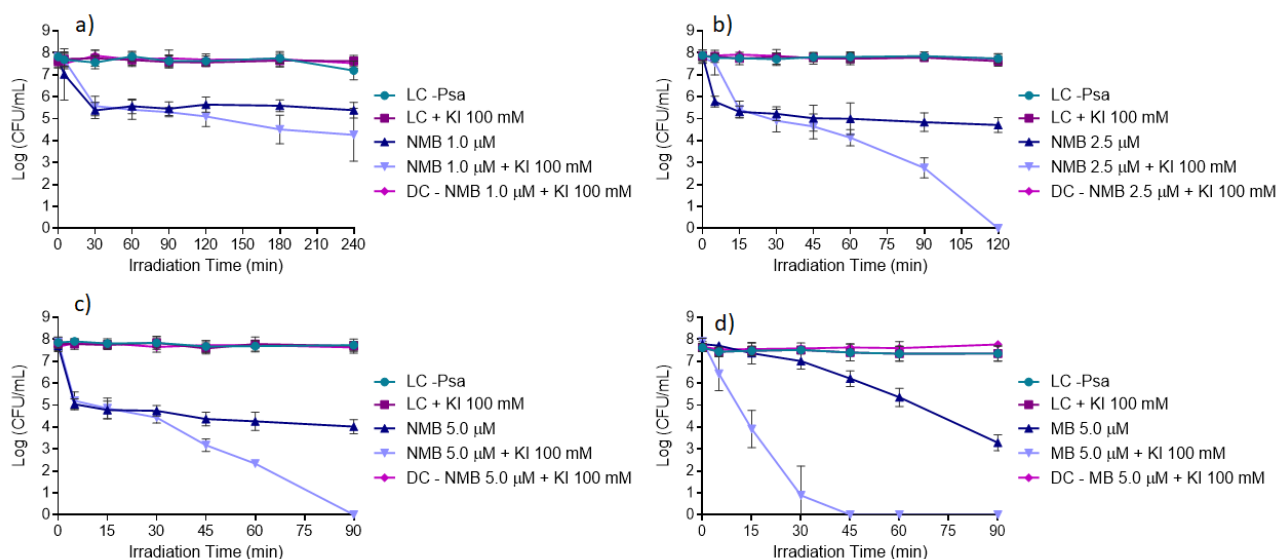 a)
Log (CFU/mL)
9
8
7
6
5
4
3
2
1
0
0 30 60 90 120 150 180 210 240
Irradiation Time (min)
LC -Psa
LC + KI 100 mM
NMB 1.0 µM
NMB 1.0 µM + KI 100 mM
DC - NMB 1.0 µM + KI 100 mM
b)
Log (CFU/mL)
9
8
7
6
5
4
3
2
1
0
0 15 30 45 60 75 90 105 120
Irradiation Time (min)
LC -Psa
LC + KI 100 mM
NMB 2.5 µM
NMB 2.5 µM + KI 100 mM
DC - NMB 2.5 µM + KI 100 mM
c)
Log (CFU/mL)
9
8
7
6
5
4
3
2
1
0
0 15 30 45 60 75 90
Irradiation Time (min)
LC -Psa
LC + KI 100 mM
NMB 5.0 µM
NMB 5.0 µM + KI 100 mM
DC - NMB 5.0 µM + KI 100 mM
d)
Log (CFU/mL)
9
8
7
6
5
4
3
2
1
0
0 15 30 45 60 75 90
Irradiation Time (min)
LC -Psa
LC + KI 100 mM
MB 5.0 µM
MB 5.0 µM + KI 100 mM
DC - MB 5.0 µM + KI 100 mM